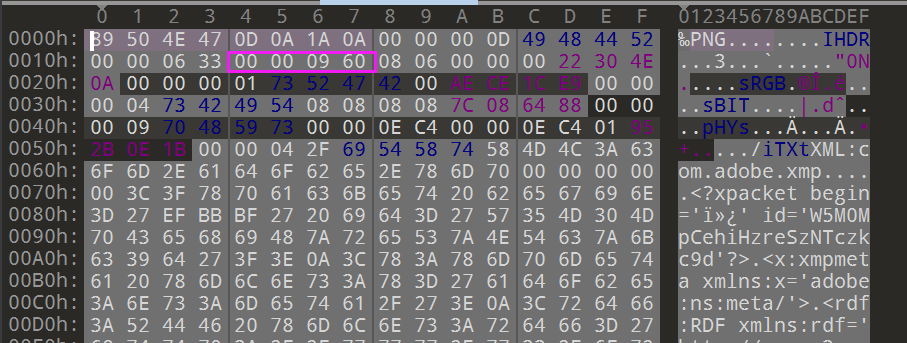 0 1 2 3 4 5 6 7 8 9 A B C D E F 0123456789ABCDEF
0000h: 89 50 4E 47 0D 0A 1A 0A 00 00 00 0D 49 48 44 52 ‰PNG........IHDR
0010h: 00 00 06 33 00 00 09 60 08 06 00 00 00 22 30 4E ...3...`....."0N
0020h: 0A 00 00 00 01 73 52 47 42 00 AE CE 1C E9 00 00 .....sRGB.®Î.é..
0030h: 00 04 73 42 49 54 08 08 08 08 7C 08 64 88 00 00 ..sBIT....|.dˆ..
0040h: 00 09 70 48 59 73 00 00 0E C4 00 00 0E C4 01 95 ..pHYs...Ä...Ä.•
0050h: 2B 0E 1B 00 00 04 2F 69 54 58 74 58 4D 4C 3A 63 +...../iTXtXML:c
0060h: 6F 6D 2E 61 64 6F 62 65 2E 78 6D 70 00 00 00 00 om.adobe.xmp....
0070h: 00 3C 3F 78 70 61 63 6B 65 74 20 62 65 67 69 6E .<?xpacket begin
0080h: 3D 27 EF BB BF 27 20 69 64 3D 27 57 35 4D 30 4D ='ï»¿' id='W5M0M
0090h: 70 43 65 68 69 48 7A 72 65 53 7A 4E 54 63 7A 6B pCehiHzreSzNTczk
00A0h: 63 39 64 27 3F 3E 0A 3C 78 3A 78 6D 70 6D 65 74 c9d'?>.<x:xmpmet
00B0h: 61 20 78 6D 6C 6E 73 3A 78 3D 27 61 64 6F 62 65 a xmlns:x='adobe
00C0h: 3A 6E 73 3A 6D 65 74 61 2F 27 3E 0A 3C 72 64 66 :ns:meta/'>.<rdf
00D0h: 3A 52 44 46 20 78 6D 6C 6E 73 3A 72 64 66 3D 27 :RDF xmlns:rdf='